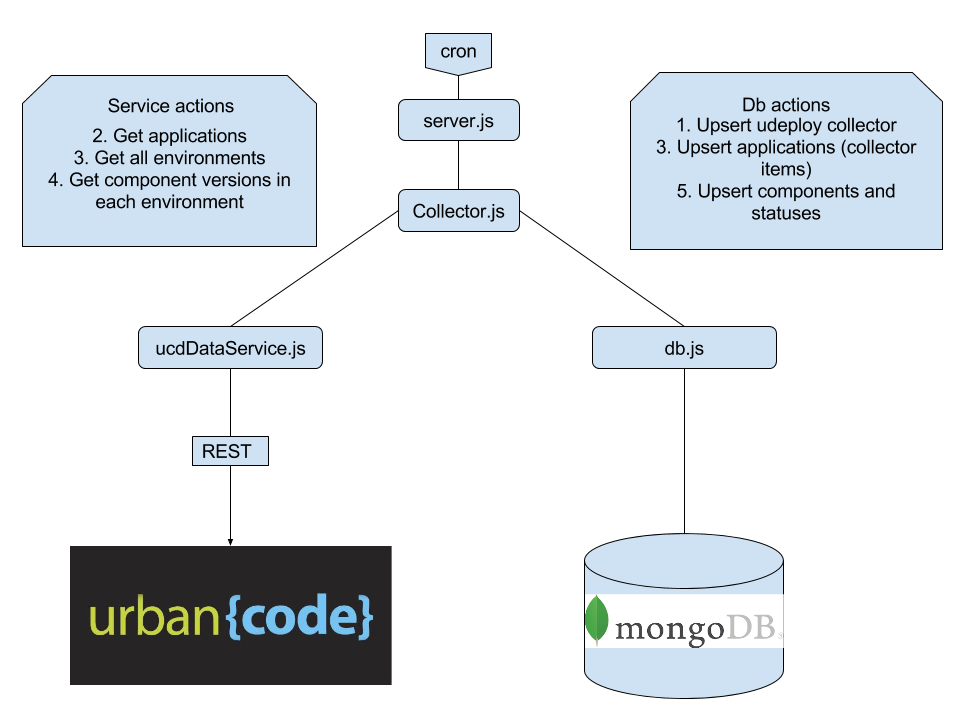 cron
server.js
Collector.js
Service actions
2. Get applications
3. Get all environments
4. Get component versions in
each environment
Db actions
1. Upsert udeploy collector
3. Upsert applications (collector
items)
5. Upsert components and
statuses
ucdDataService.js
db.js
REST
urban{code}
mongoDB®